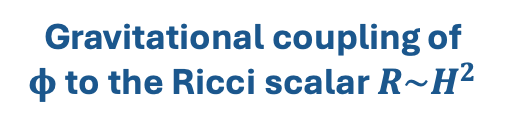 Gravitational coupling of
ϕ to the Ricci scalar R~H²